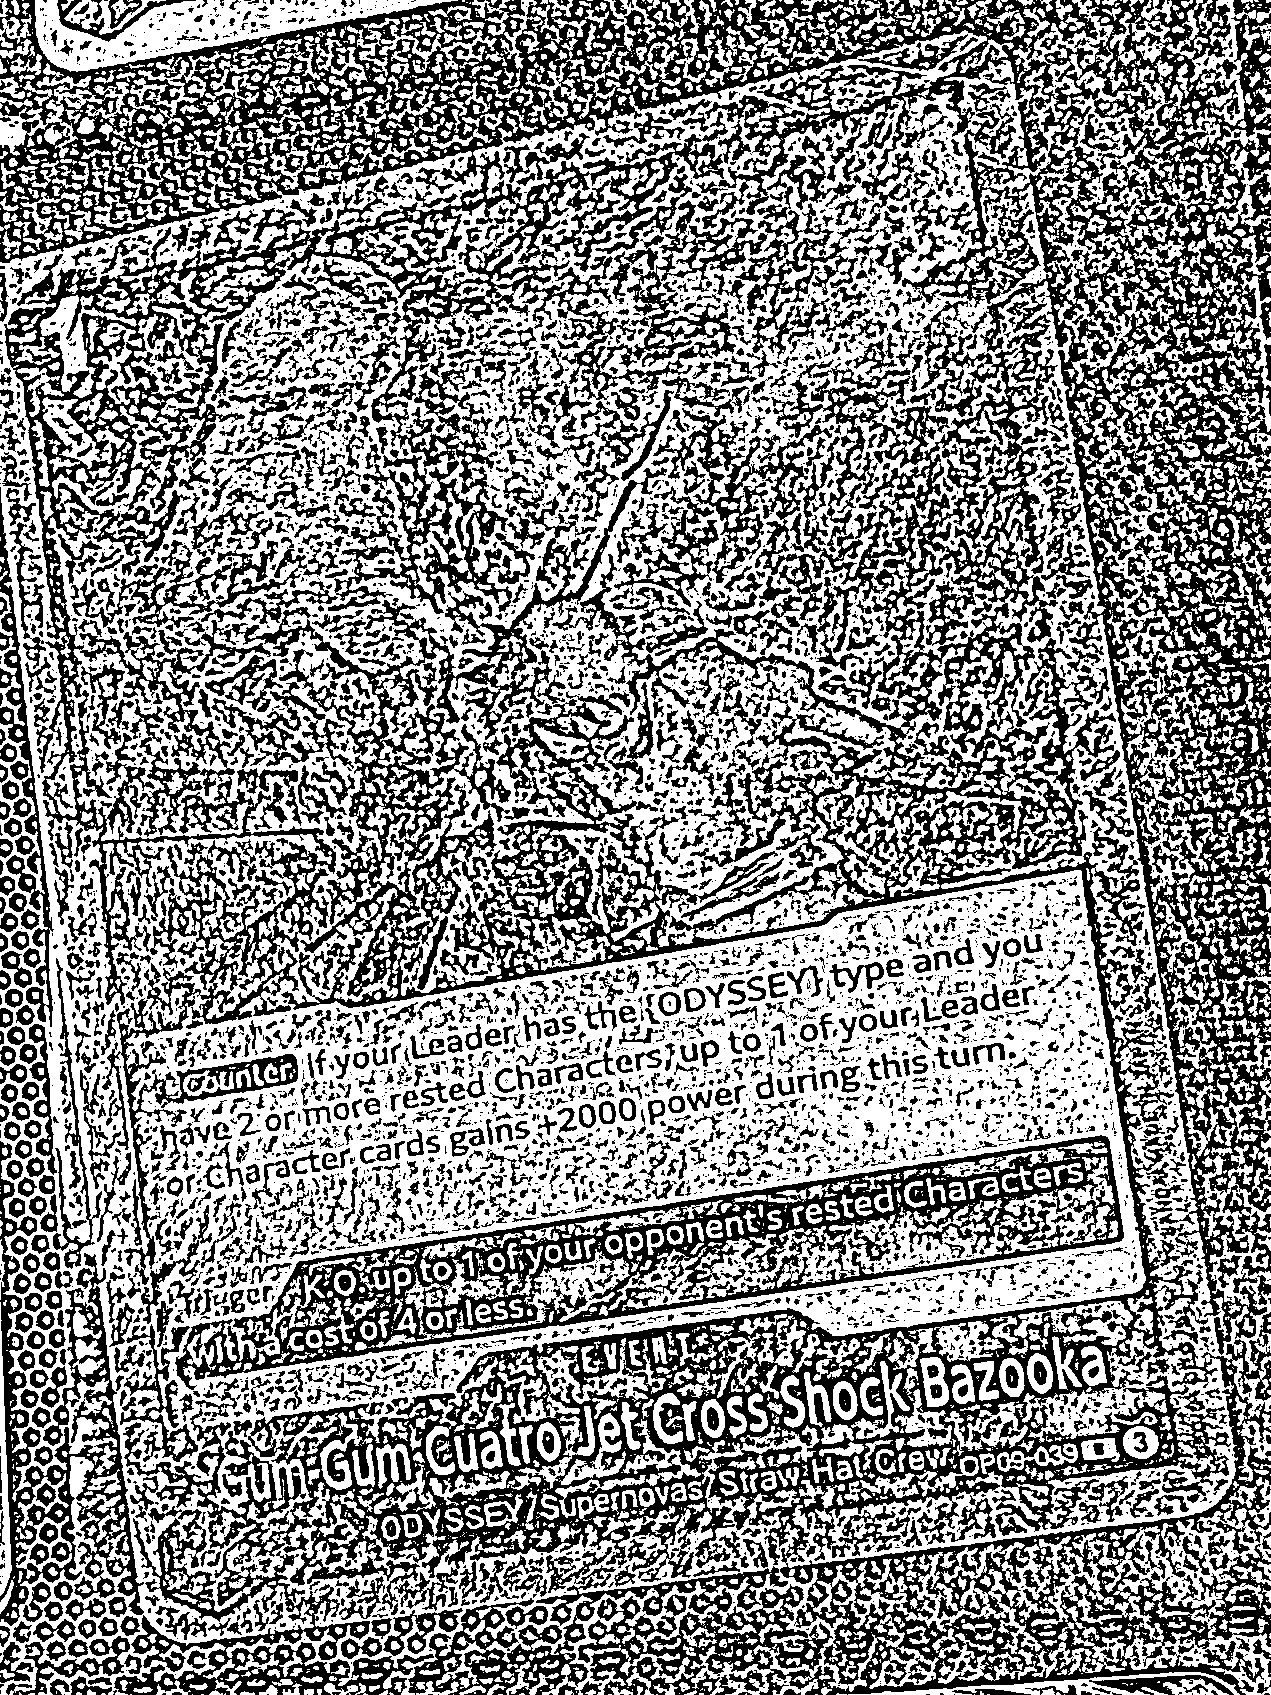 1
Counter If your Leader has the {ODYSSEY} type and you
have 2 or more rested Characters, up to 1 of your Leader
or Character cards gains +2000 power during this turn.
Trigger K.O. up to 1 of your opponent's rested Characters
with a cost of 4 or less.
EVENT
Gum-Gum Cuatro Jet Cross Shock Bazooka
ODYSSEY/Supernovas/Straw Hat Crew OP09-039 3